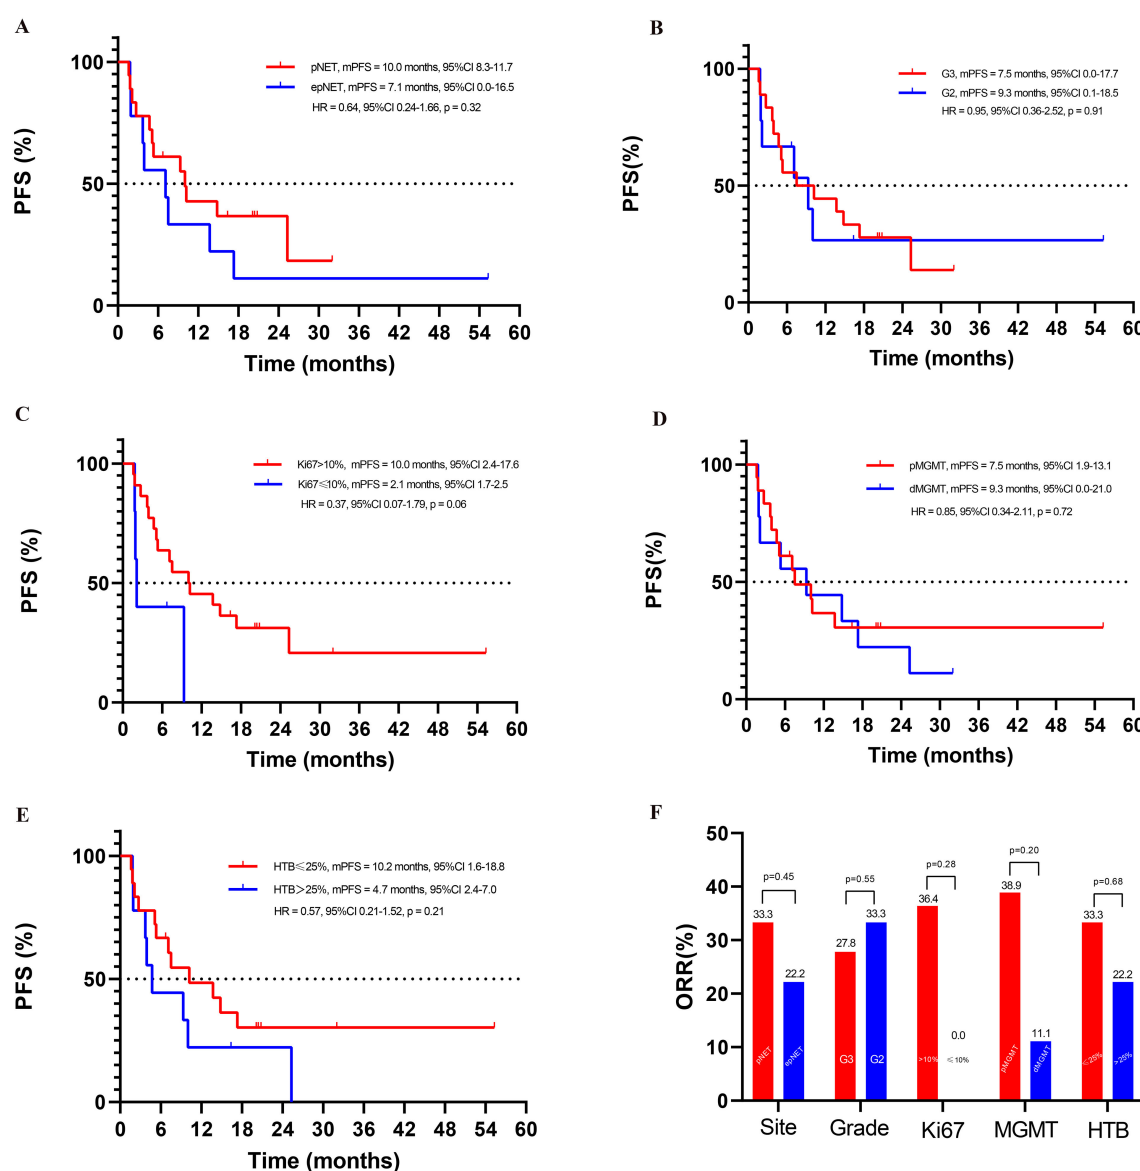 A
pNET, mPFS = 10.0 months, 95%CI 8.3-11.7
epNET, mPFS = 7.1 months, 95%CI 0.0-16.5
HR = 0.64, 95%CI 0.24-1.66, p = 0.32
PFS (%)
100
50
0
0 6 12 18 24 30 36 42 48 54 60
Time (months)
B
G3, mPFS = 7.5 months, 95%CI 0.0-17.7
G2, mPFS = 9.3 months, 95%CI 0.1-18.5
HR = 0.95, 95%CI 0.36-2.52, p = 0.91
PFS(%)
100
50
0
0 6 12 18 24 30 36 42 48 54 60
Time (months)
C
Ki67>10%, mPFS = 10.0 months, 95%CI 2.4-17.6
Ki67≤10%, mPFS = 2.1 months, 95%CI 1.7-2.5
HR = 0.37, 95%CI 0.07-1.79, p = 0.06
PFS (%)
100
50
0
0 6 12 18 24 30 36 42 48 54 60
Time (months)
D
pMGMT, mPFS = 7.5 months, 95%CI 1.9-13.1
dMGMT, mPFS = 9.3 months, 95%CI 0.0-21.0
HR = 0.85, 95%CI 0.34-2.11, p = 0.72
PFS(%)
100
50
0
0 6 12 18 24 30 36 42 48 54 60
Time (months)
E
HTB≤25%, mPFS = 10.2 months, 95%CI 1.6-18.8
HTB>25%, mPFS = 4.7 months, 95%CI 2.4-7.0
HR = 0.57, 95%CI 0.21-1.52, p = 0.21
PFS (%)
100
50
0
0 6 12 18 24 30 36 42 48 54 60
Time (months)
F
ORR(%)
50
40
30
20
10
0
p=0.45
p=0.55
p=0.28
p=0.20
p=0.68
33.3 22.2 27.8 33.3 36.4 0.0 38.9 11.1 33.3 22.2
pNET epNET G3 G2 >10% ≤10% pMGMT dMGMT ≤25% >25%
Site Grade Ki67 MGMT HTB